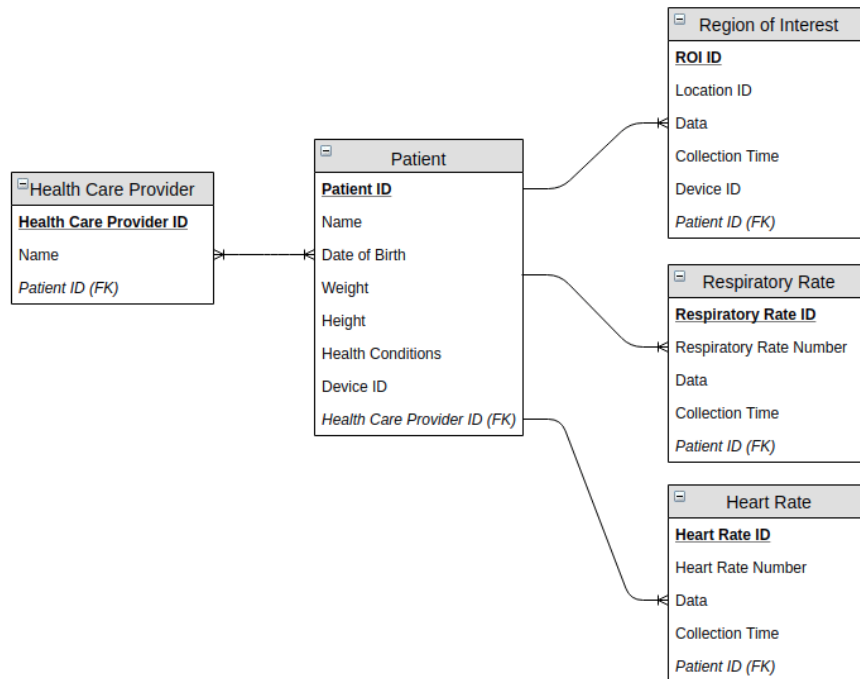 Health Care Provider
Health Care Provider ID
Name
Patient ID (FK)
Patient
Patient ID
Name
Date of Birth
Weight
Height
Health Conditions
Device ID
Health Care Provider ID (FK)
Region of Interest
ROI ID
Location ID
Data
Collection Time
Device ID
Patient ID (FK)
Respiratory Rate
Respiratory Rate ID
Respiratory Rate Number
Data
Collection Time
Patient ID (FK)
Heart Rate
Heart Rate ID
Heart Rate Number
Data
Collection Time
Patient ID (FK)